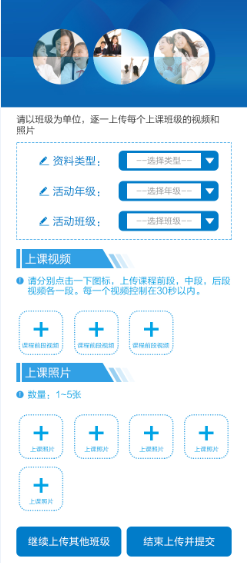 请以班级为单位，逐一上传每个上课班级的视频和
照片
资料类型： --选择类型--
活动年级： --选择年级--
活动班级： --选择班级--
上课视频
请分别点击一下图标，上传课程前段，中段，后段
视频各一段。每一个视频控制在30秒以内。
课程前段视频 课程前段视频 课程前段视频
上课照片
数量：1~5张
上课照片 上课照片 上课照片 上课照片
上课照片
继续上传其他班级 结束上传并提交